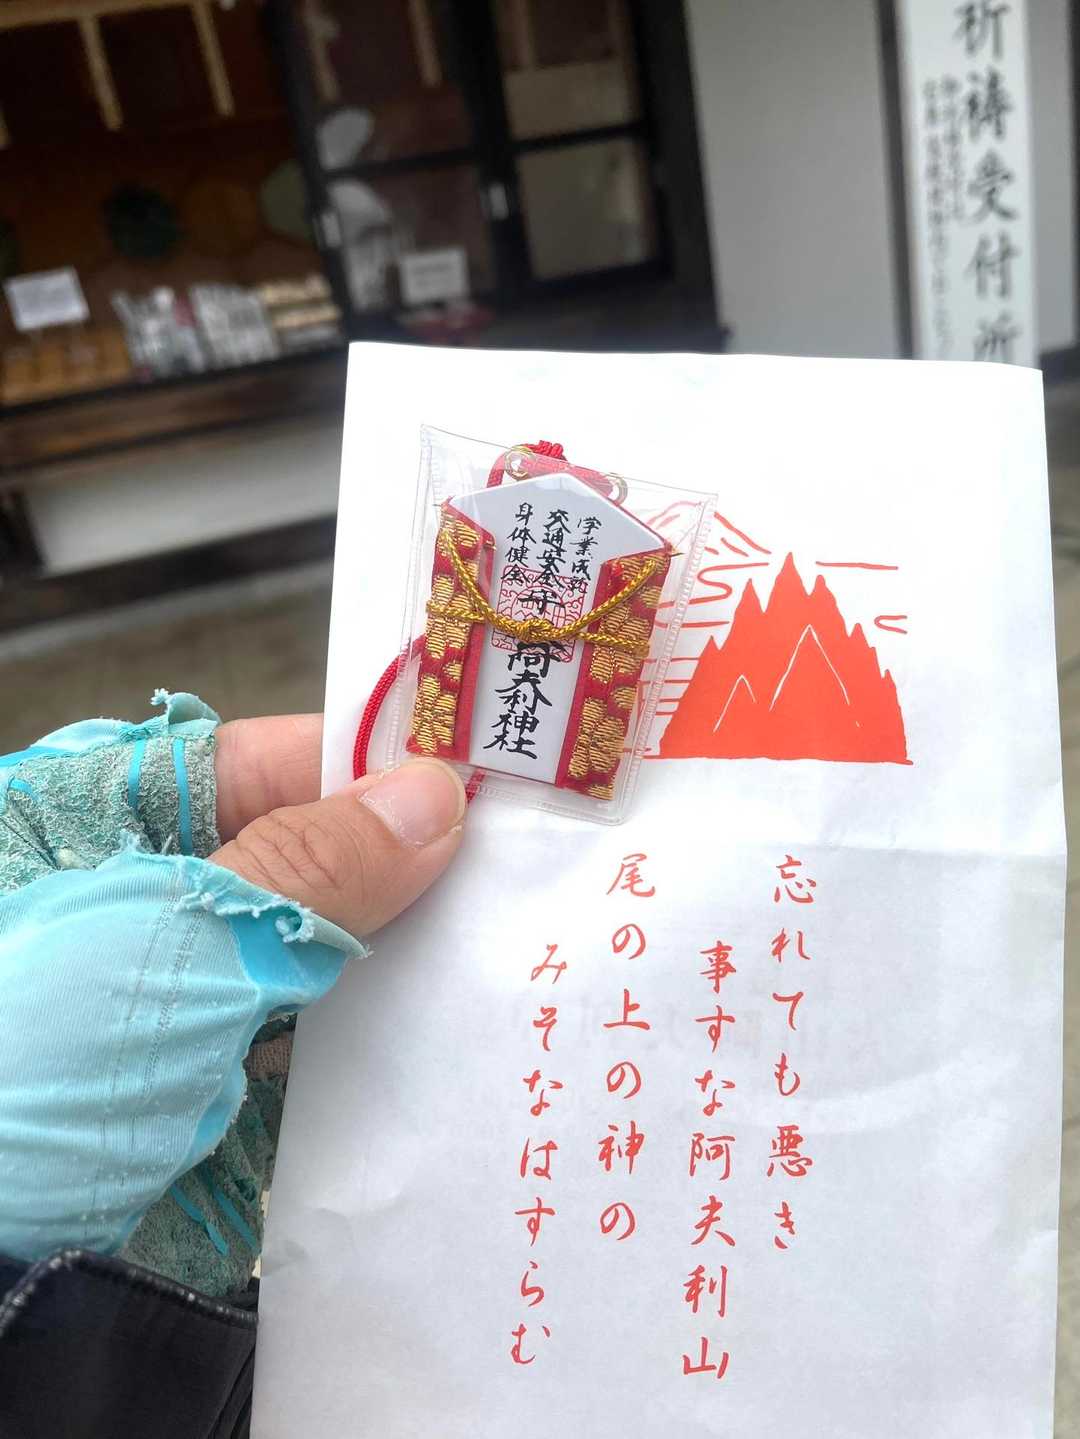 祈祷受付所
学業成就
交通安全守
身体健全
阿夫利神社
忘れても悪き
事すな阿夫利山
尾の上の神の
みそなはすらむ